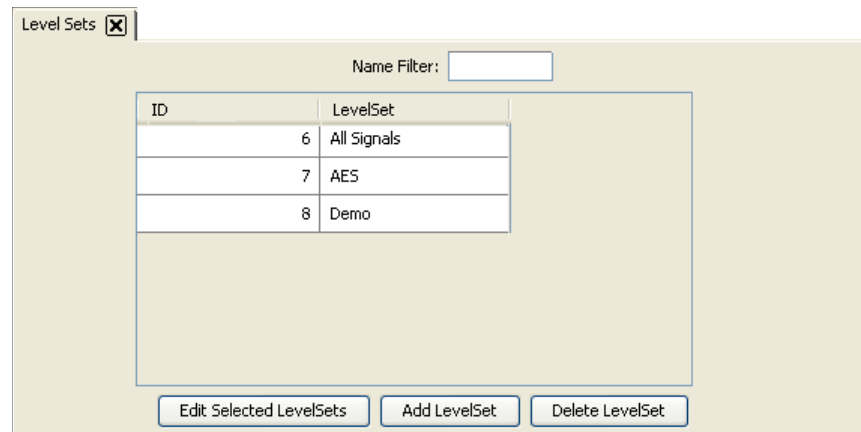 Level Sets
Name Filter:
ID LevelSet
6 All Signals
7 AES
8 Demo
Edit Selected LevelSets Add LevelSet Delete LevelSet